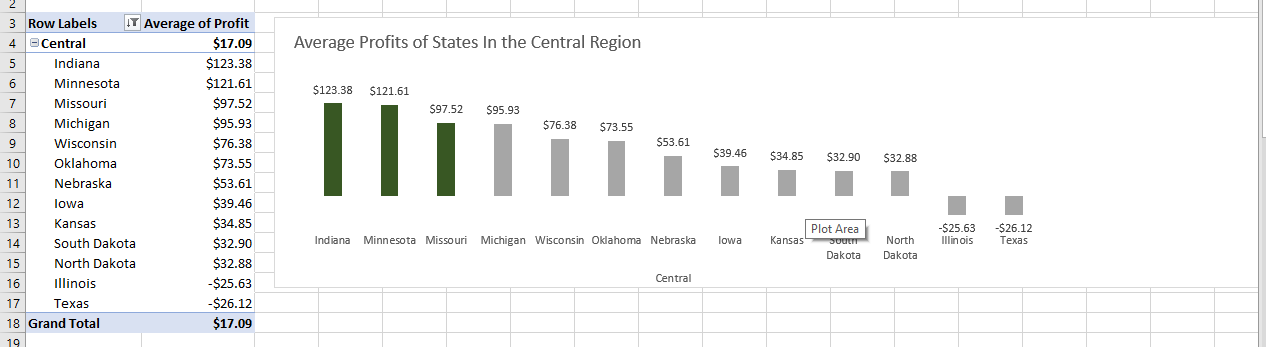 2
3 Row Labels Average of Profit
4 Central $17.09
5 Indiana $123.38
6 Minnesota $121.61
7 Missouri $97.52
8 Michigan $95.93
9 Wisconsin $76.38
10 Oklahoma $73.55
11 Nebraska $53.61
12 Iowa $39.46
13 Kansas $34.85
14 South Dakota $32.90
15 North Dakota $32.88
16 Illinois -$25.63
17 Texas -$26.12
18 Grand Total $17.09
19
Average Profits of States In the Central Region
$123.38 $121.61 $97.52 $95.93 $76.38 $73.55 $53.61 $39.46 $34.85 $32.90 $32.88
-$25.63 -$26.12
Plot Area
Indiana Minnesota Missouri Michigan Wisconsin Oklahoma Nebraska Iowa Kansas South North Illinois Texas
Dakota Dakota
Central